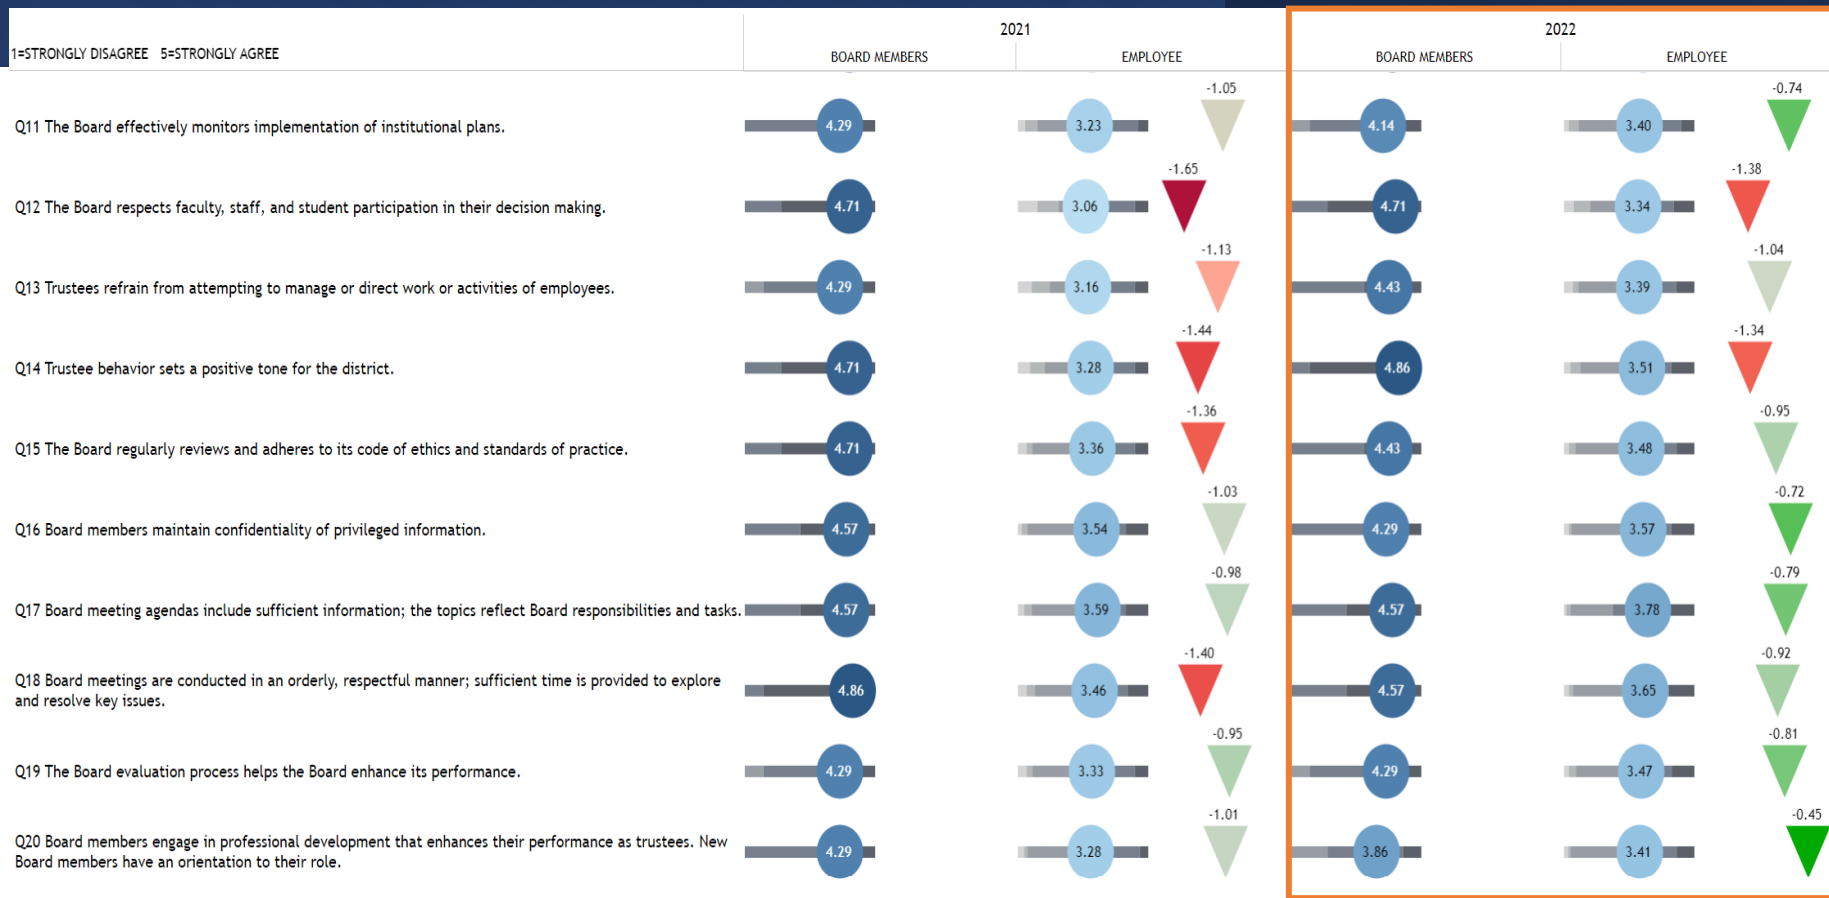 2021 2022
1=STRONGLY DISAGREE 5=STRONGLY AGREE BOARD MEMBERS EMPLOYEE BOARD MEMBERS EMPLOYEE
-1.05 -0.74
Q11 The Board effectively monitors implementation of institutional plans. 4.29 3.23 4.14 3.40
-1.65 -1.38
Q12 The Board respects faculty, staff, and student participation in their decision making. 4.71 3.06 4.71 3.34
-1.13 -1.04
Q13 Trustees refrain from attempting to manage or direct work or activities of employees. 4.29 3.16 4.43 3.39
-1.44 -1.34
Q14 Trustee behavior sets a positive tone for the district. 4.71 3.28 4.86 3.51
-1.36 -0.95
Q15 The Board regularly reviews and adheres to its code of ethics and standards of practice. 4.71 3.36 4.43 3.48
-1.03 -0.72
Q16 Board members maintain confidentiality of privileged information. 4.57 3.54 4.29 3.57
-0.98 -0.79
Q17 Board meeting agendas include sufficient information; the topics reflect Board responsibilities and tasks. 4.57 3.59 4.57 3.78
-1.40 -0.92
Q18 Board meetings are conducted in an orderly, respectful manner; sufficient time is provided to explore
and resolve key issues. 4.86 3.46 4.57 3.65
-0.95 -0.81
Q19 The Board evaluation process helps the Board enhance its performance. 4.29 3.33 4.29 3.47
-1.01 -0.45
Q20 Board members engage in professional development that enhances their performance as trustees. New
Board members have an orientation to their role. 4.29 3.28 3.86 3.41